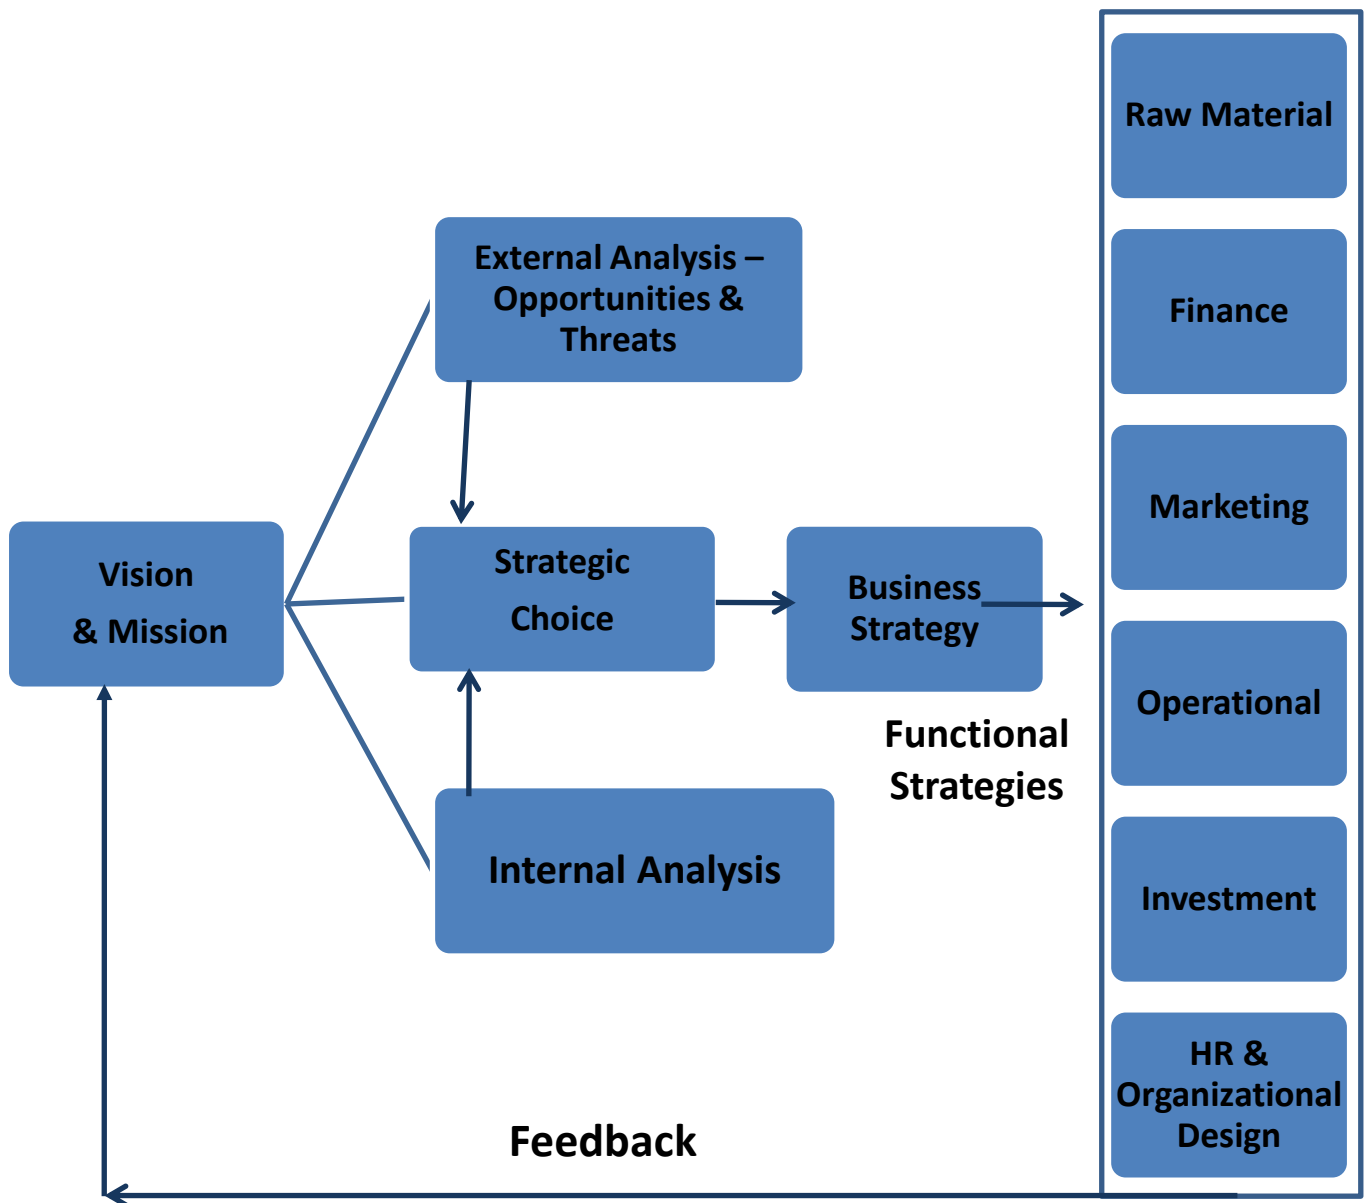 Vision
& Mission
External Analysis –
Opportunities &
Threats
Strategic
Choice
Internal Analysis
Business
Strategy
Functional
Strategies
Raw Material
Finance
Marketing
Operational
Investment
HR &
Organizational
Design
Feedback